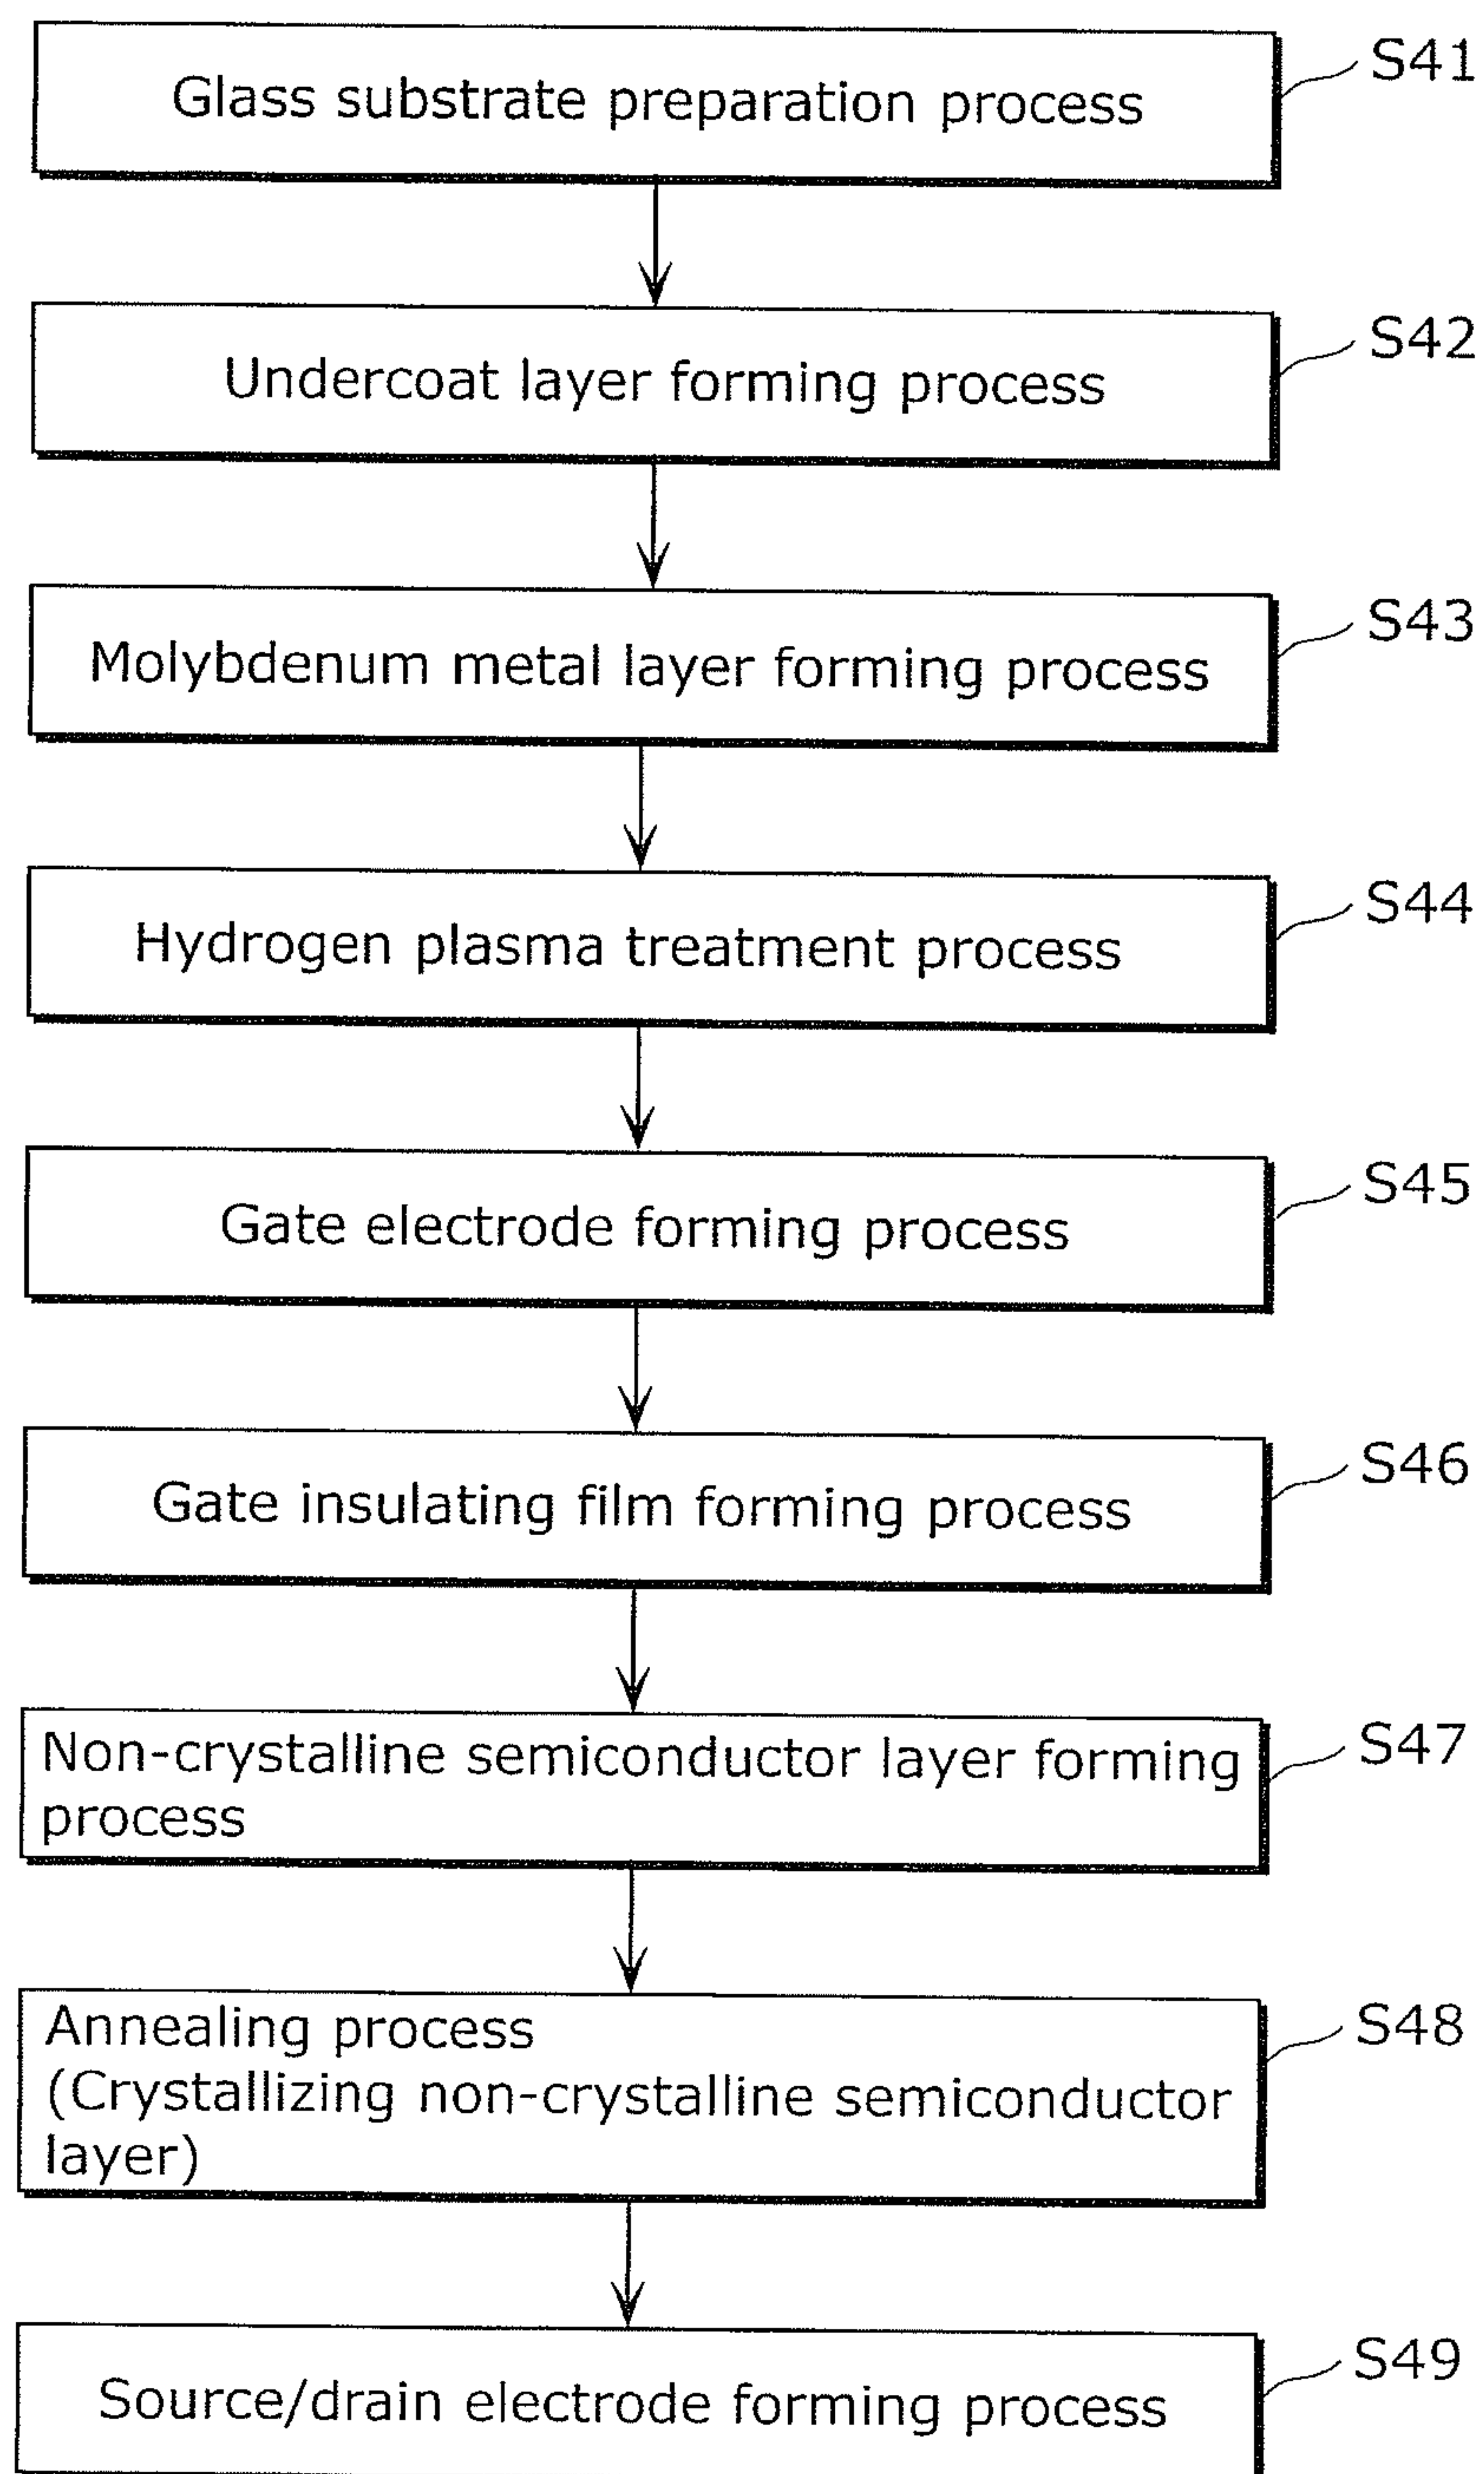 Glass substrate preparation process
S41
Undercoat layer forming process
S42
Molybdenum metal layer forming process
S43
Hydrogen plasma treatment process
S44
Gate electrode forming process
S45
Gate insulating film forming process
S46
Non-crystalline semiconductor layer forming
process
S47
Annealing process
(Crystallizing non-crystalline semiconductor
layer)
S48
Source/drain electrode forming process
S49